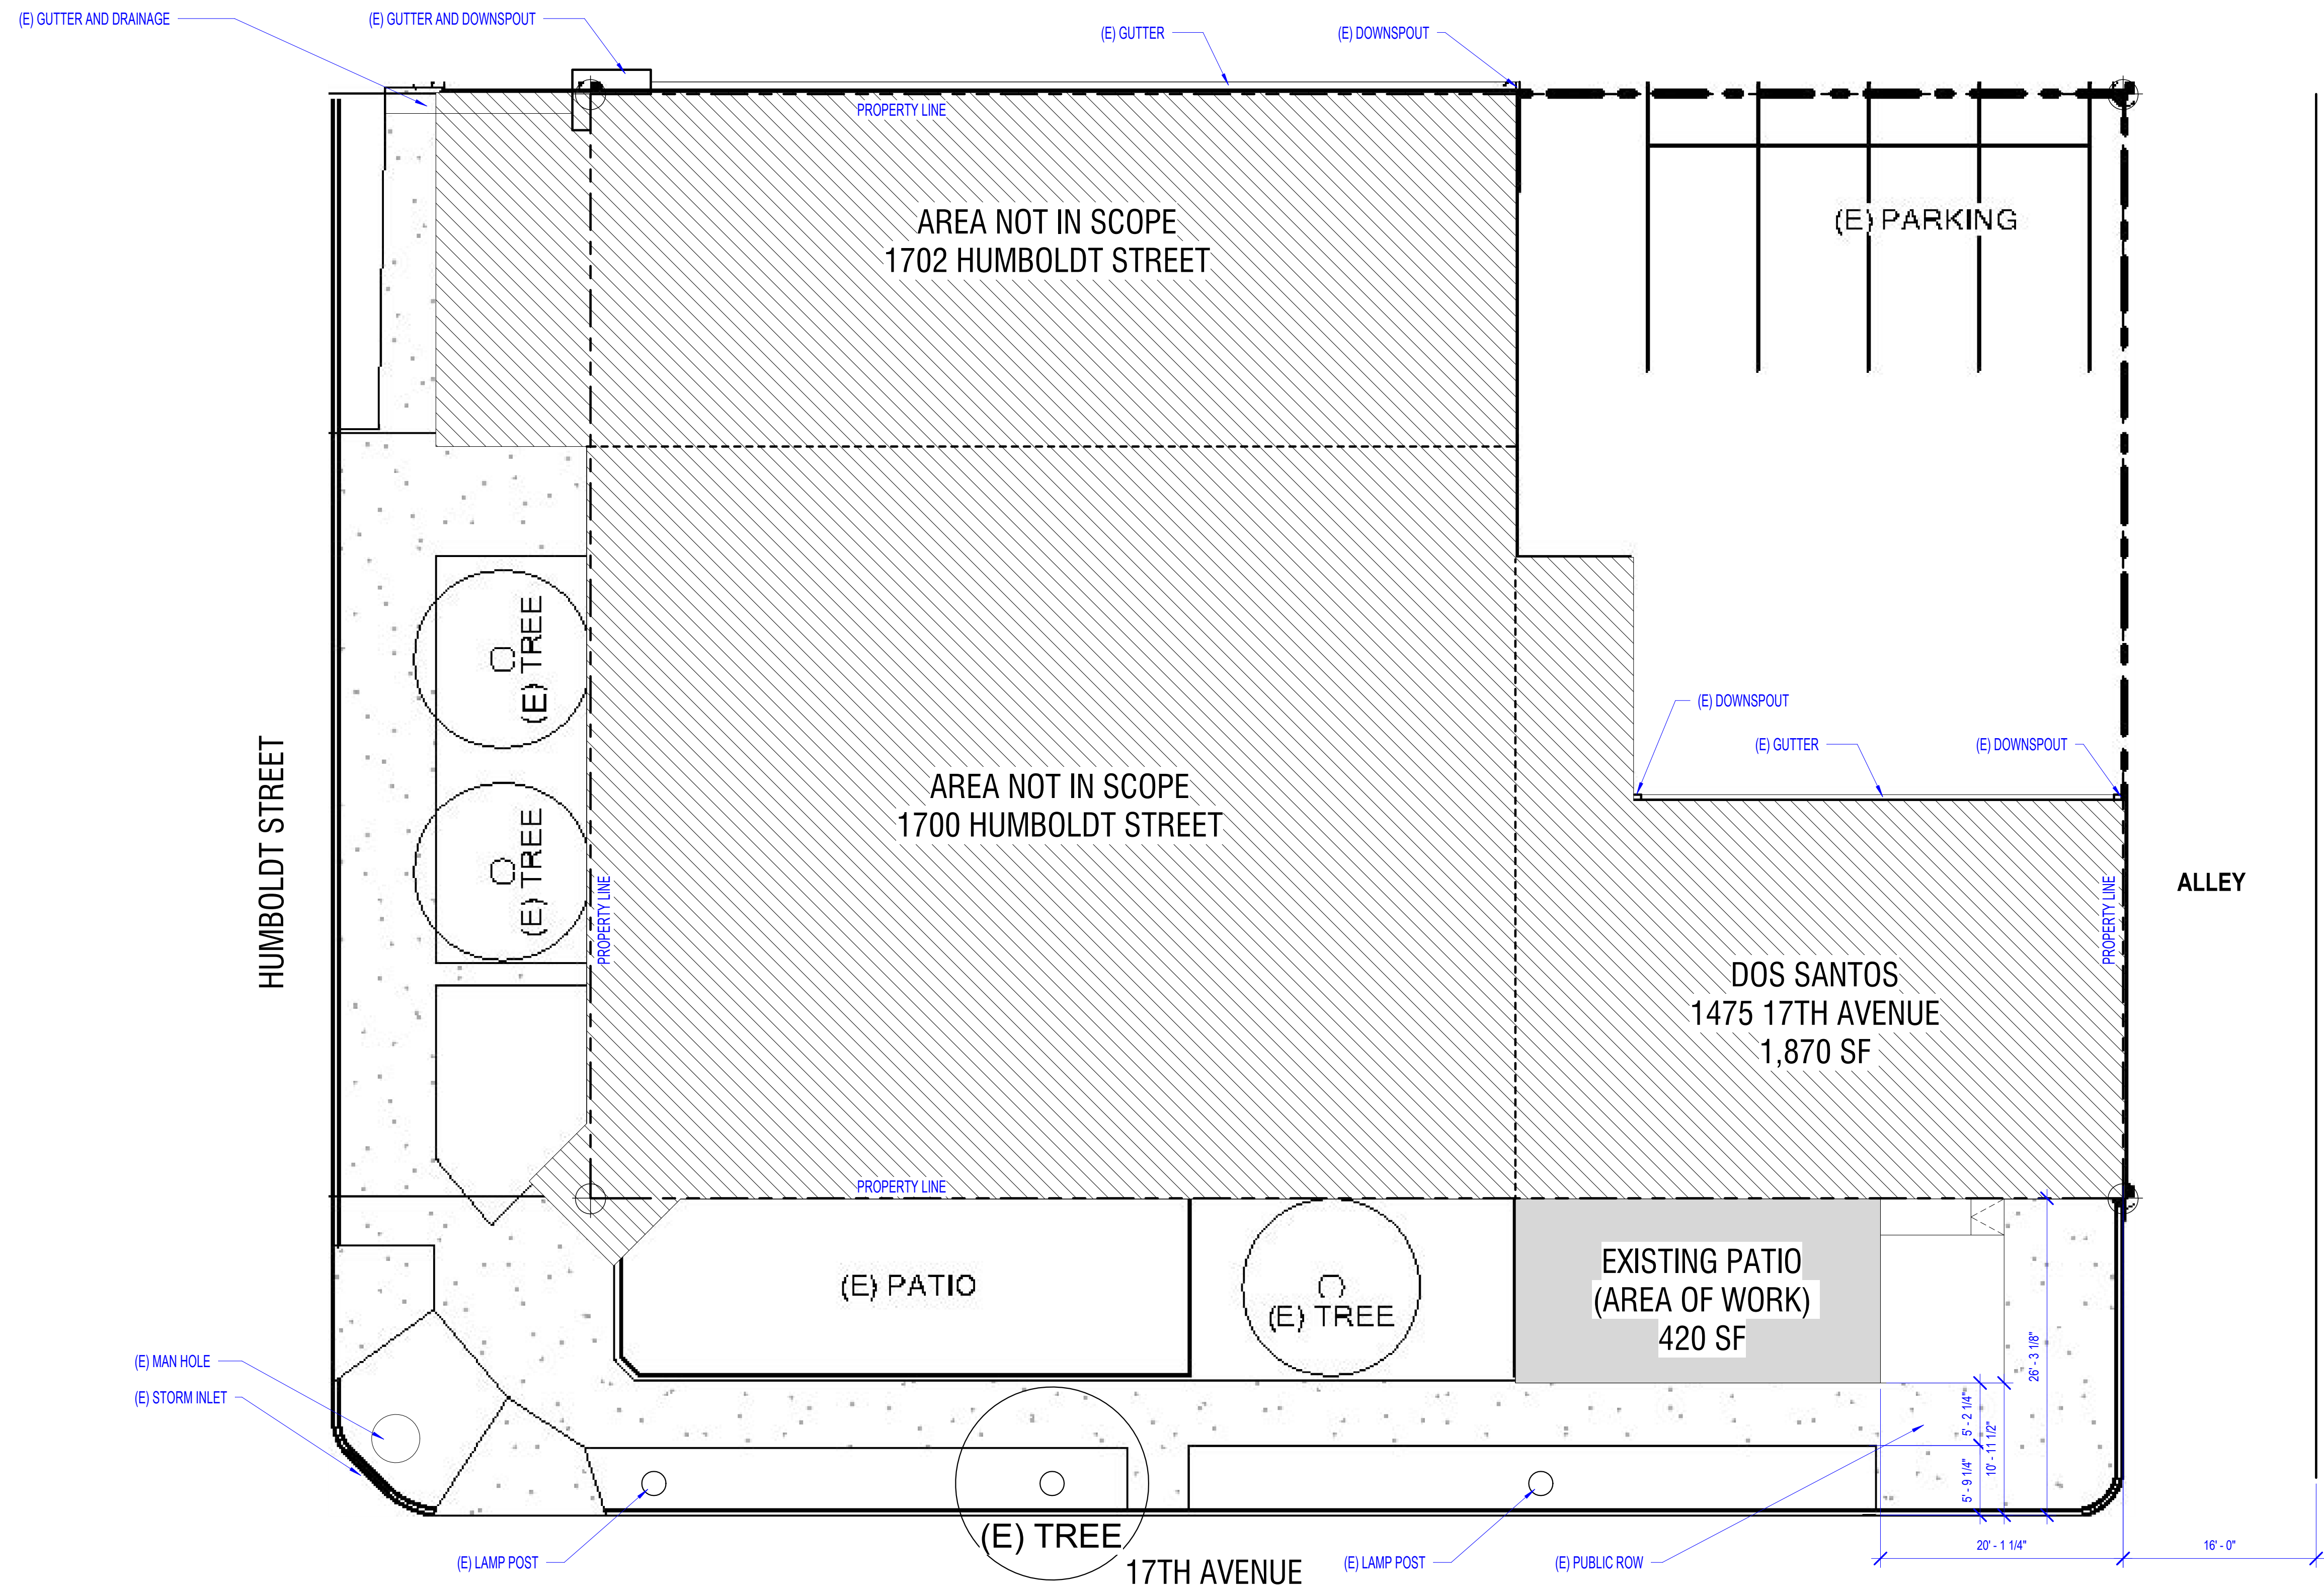 (E) GUTTER AND DRAINAGE
(E) GUTTER AND DOWNSPOUT
(E) GUTTER
(E) DOWNSPOUT
PROPERTY LINE
AREA NOT IN SCOPE
1702 HUMBOLDT STREET
(E) PARKING
(E) TREE
(E) DOWNSPOUT
(E) GUTTER
(E) DOWNSPOUT
HUMBOLDT STREET
AREA NOT IN SCOPE
1700 HUMBOLDT STREET
(E) TREE
PROPERTY LINE
PROPERTY LINE
ALLEY
DOS SANTOS
1475 17TH AVENUE
1,870 SF
PROPERTY LINE
(E) PATIO
(E) TREE
EXISTING PATIO
(AREA OF WORK)
420 SF
26' - 3 1/8"
(E) MAN HOLE
(E) STORM INLET
5' - 2 1/4"
10' - 11 1/2"
5' - 9 1/4"
(E) TREE
20' - 1 1/4"
16' - 0"
(E) LAMP POST
17TH AVENUE
(E) LAMP POST
(E) PUBLIC ROW